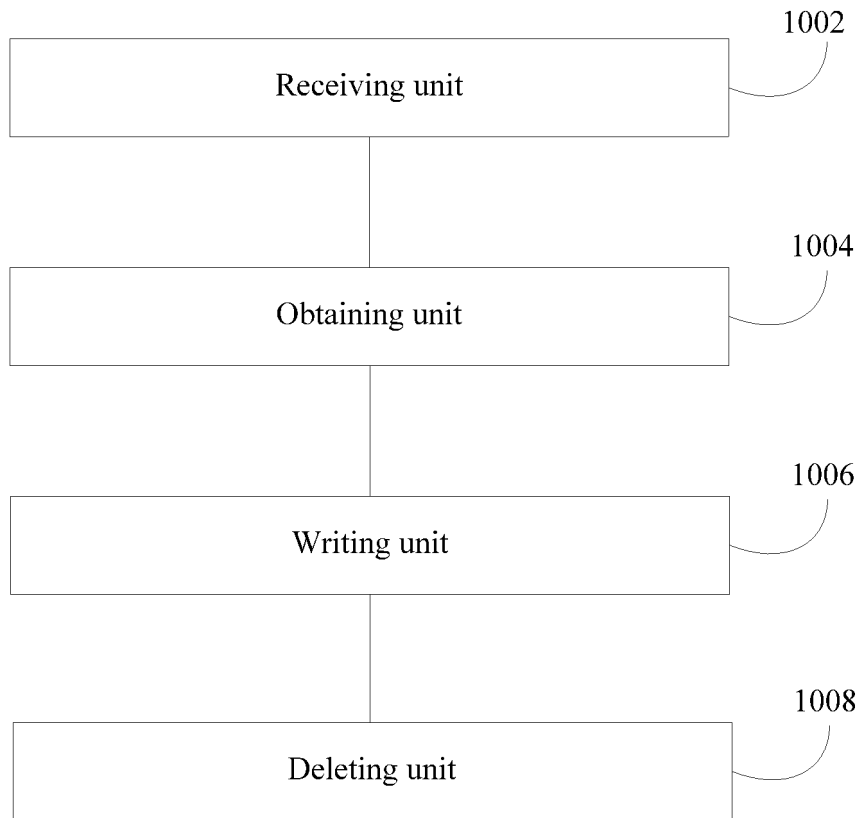 1002
Receiving unit
1004
Obtaining unit
1006
Writing unit
1008
Deleting unit